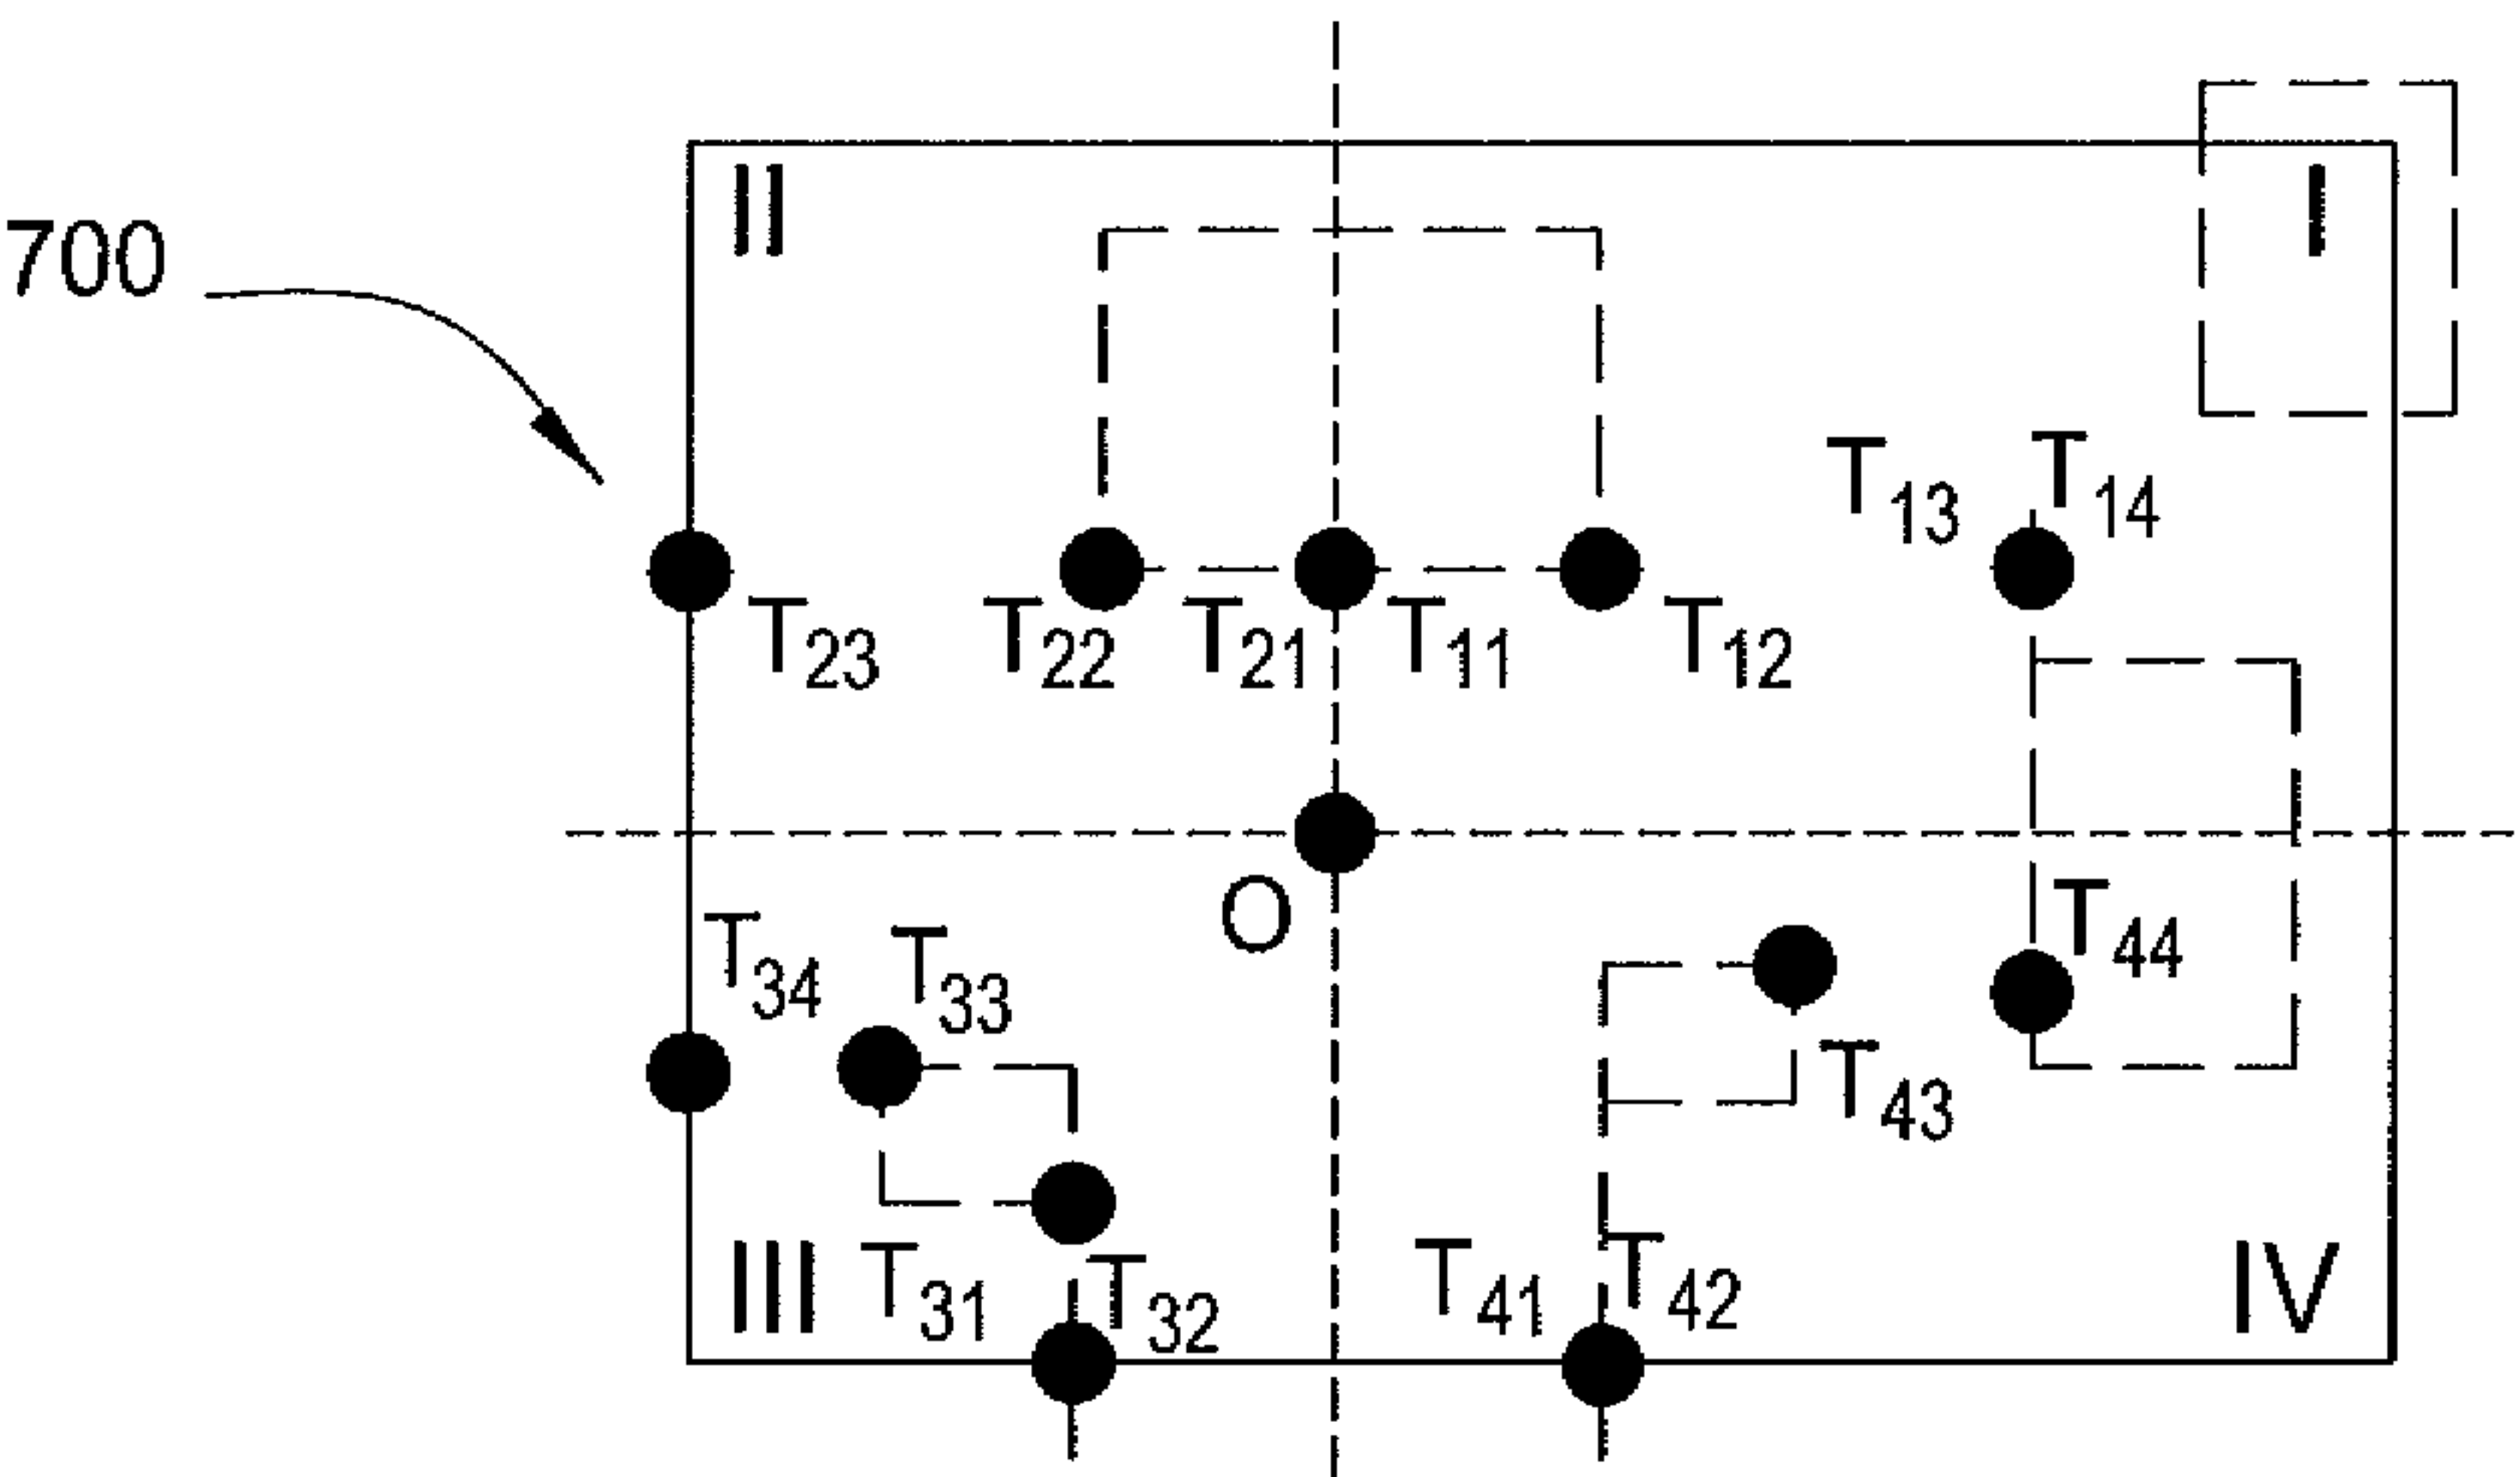 II
I
700
T13 T14
T23 T22 T21 T11 T12
O
T34 T33 T44
T43
III T31 T32 T41 T42 IV